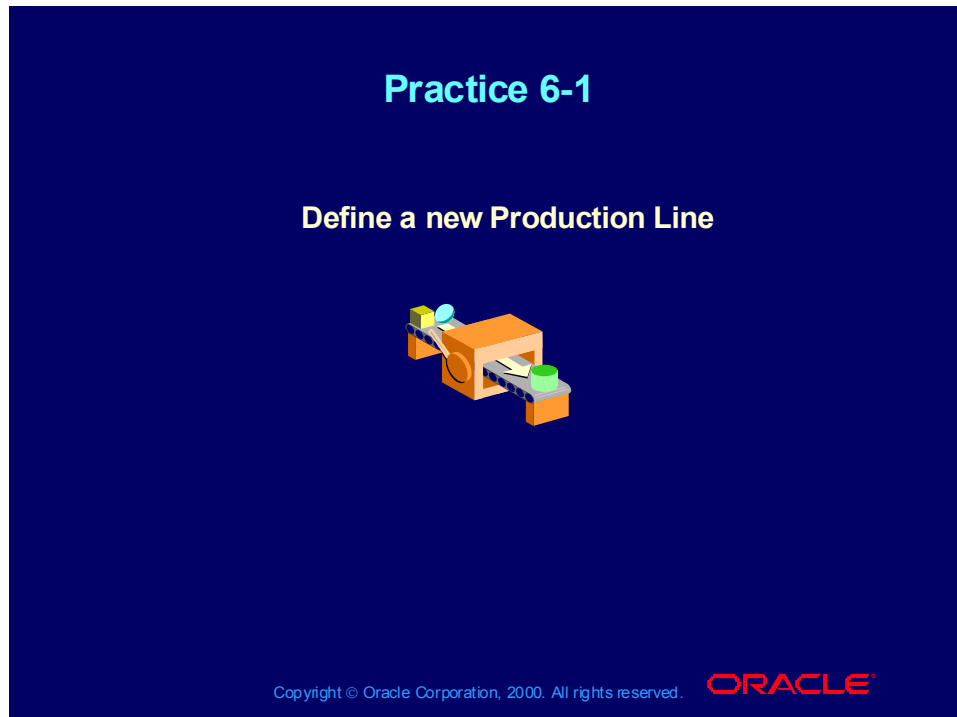 Practice 6-1
Define a new Production Line
Copyright © Oracle Corporation, 2000. All rights reserved.
ORACLE®